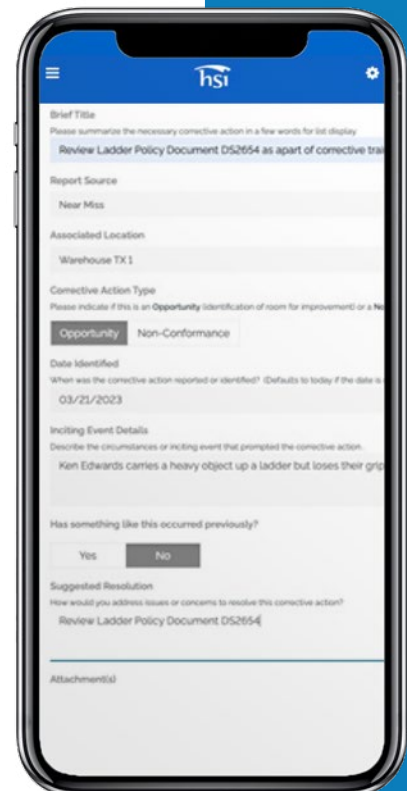 hsi
Brief Title
Please summarize the necessary corrective action in a few words for list display
Review Ladder Policy Document DS2654 as apart of corrective
Report Source
Near Miss
Associated Location
Warehouse TX 1
Corrective Action Type
Please indicate if this is an Opportunity (identification of room for improvement) or a
Opportunity Non-Conformance
Date Identified
When was the corrective action reported or identified? (Defaults to today if the date is
03/21/2023
Inciting Event Details
Describe the circumstances or inciting event that prompted the corrective action.
Ken Edwards carries a heavy object up a ladder but loses their grip
Has something like this occurred previously?
Yes No
Suggested Resolution
How would you address issues or concerns to resolve this corrective action?
Review Ladder Policy Document DS2654
Attachment(s)